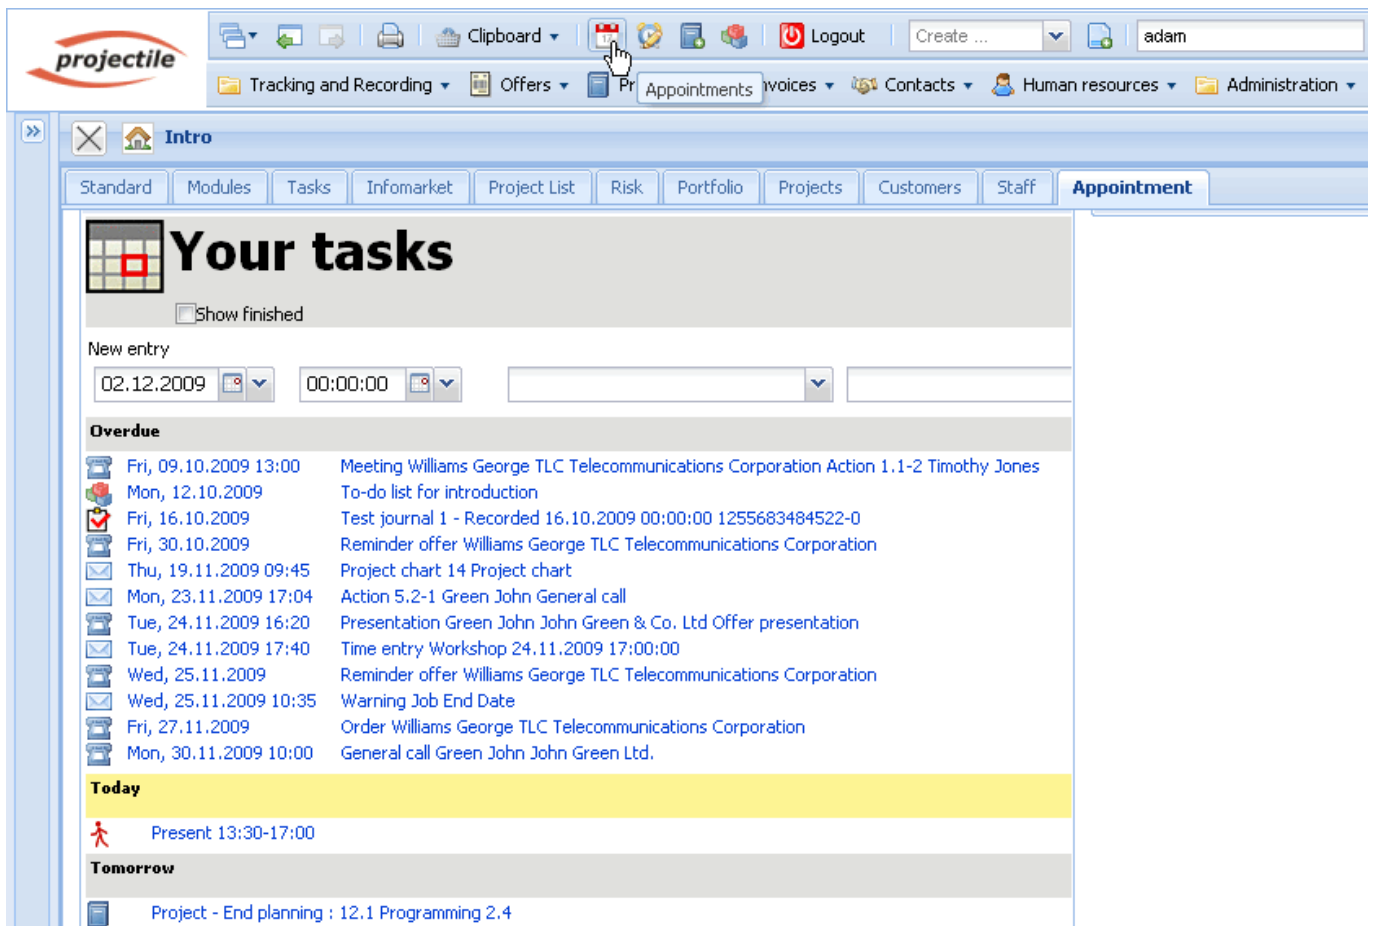 projectile
Clipboard
Logout
Create ...
adam
Tracking and Recording
Offers
Pr
Appointments
voices
Contacts
Human resources
Administration
Intro
Standard
Modules
Tasks
Infomarket
Project List
Risk
Portfolio
Projects
Customers
Staff
Appointment
Your tasks
Show finished
New entry
02.12.2009
00:00:00
Overdue
Fri, 09.10.2009 13:00 Meeting Williams George TLC Telecommunications Corporation Action 1.1-2 Timothy Jones
Mon, 12.10.2009 To-do list for introduction
Fri, 16.10.2009 Test journal 1 - Recorded 16.10.2009 00:00:00 1255683484522-0
Fri, 30.10.2009 Reminder offer Williams George TLC Telecommunications Corporation
Thu, 19.11.2009 09:45 Project chart 14 Project chart
Mon, 23.11.2009 17:04 Action 5.2-1 Green John General call
Tue, 24.11.2009 16:20 Presentation Green John John Green & Co. Ltd Offer presentation
Tue, 24.11.2009 17:40 Time entry Workshop 24.11.2009 17:00:00
Wed, 25.11.2009 Reminder offer Williams George TLC Telecommunications Corporation
Wed, 25.11.2009 10:35 Warning Job End Date
Fri, 27.11.2009 Order Williams George TLC Telecommunications Corporation
Mon, 30.11.2009 10:00 General call Green John John Green Ltd.
Today
Present 13:30-17:00
Tomorrow
Project - End planning : 12.1 Programming 2.4